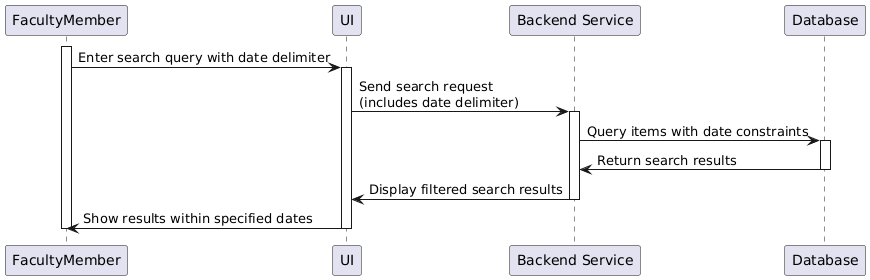 FacultyMember
UI
Backend Service
Database
Enter search query with date delimiter
Send search request
(includes date delimiter)
Query items with date constraints
Return search results
Display filtered search results
Show results within specified dates
FacultyMember
UI
Backend Service
Database